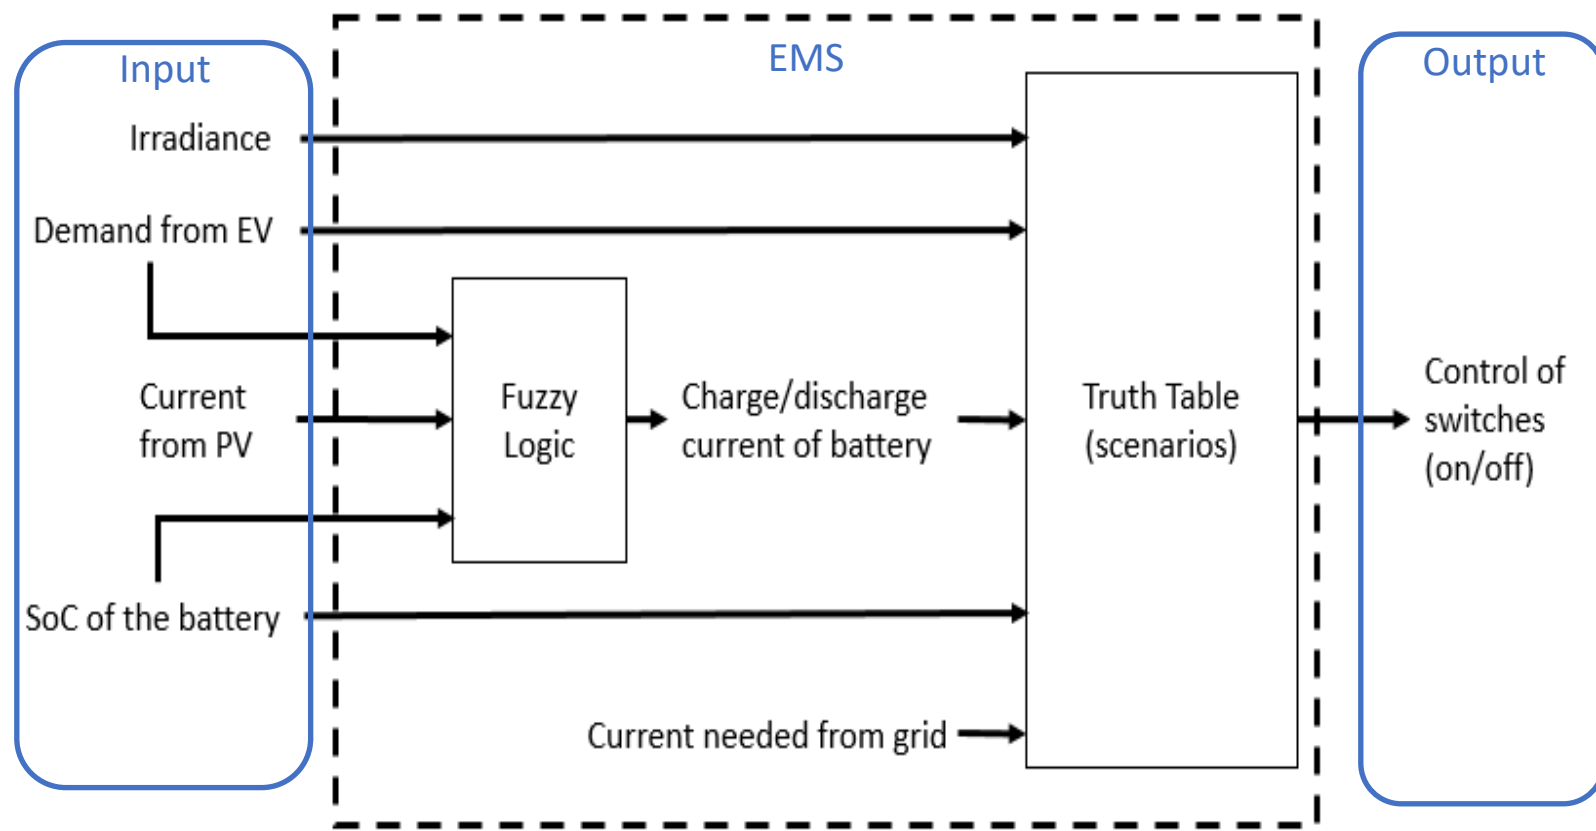 Input
EMS
Output
Irradiance
Demand from EV
Current
from PV
Fuzzy
Logic
Charge/discharge
current of battery
Truth Table
(scenarios)
Control of
switches
(on/off)
SoC of the battery
Current needed from grid